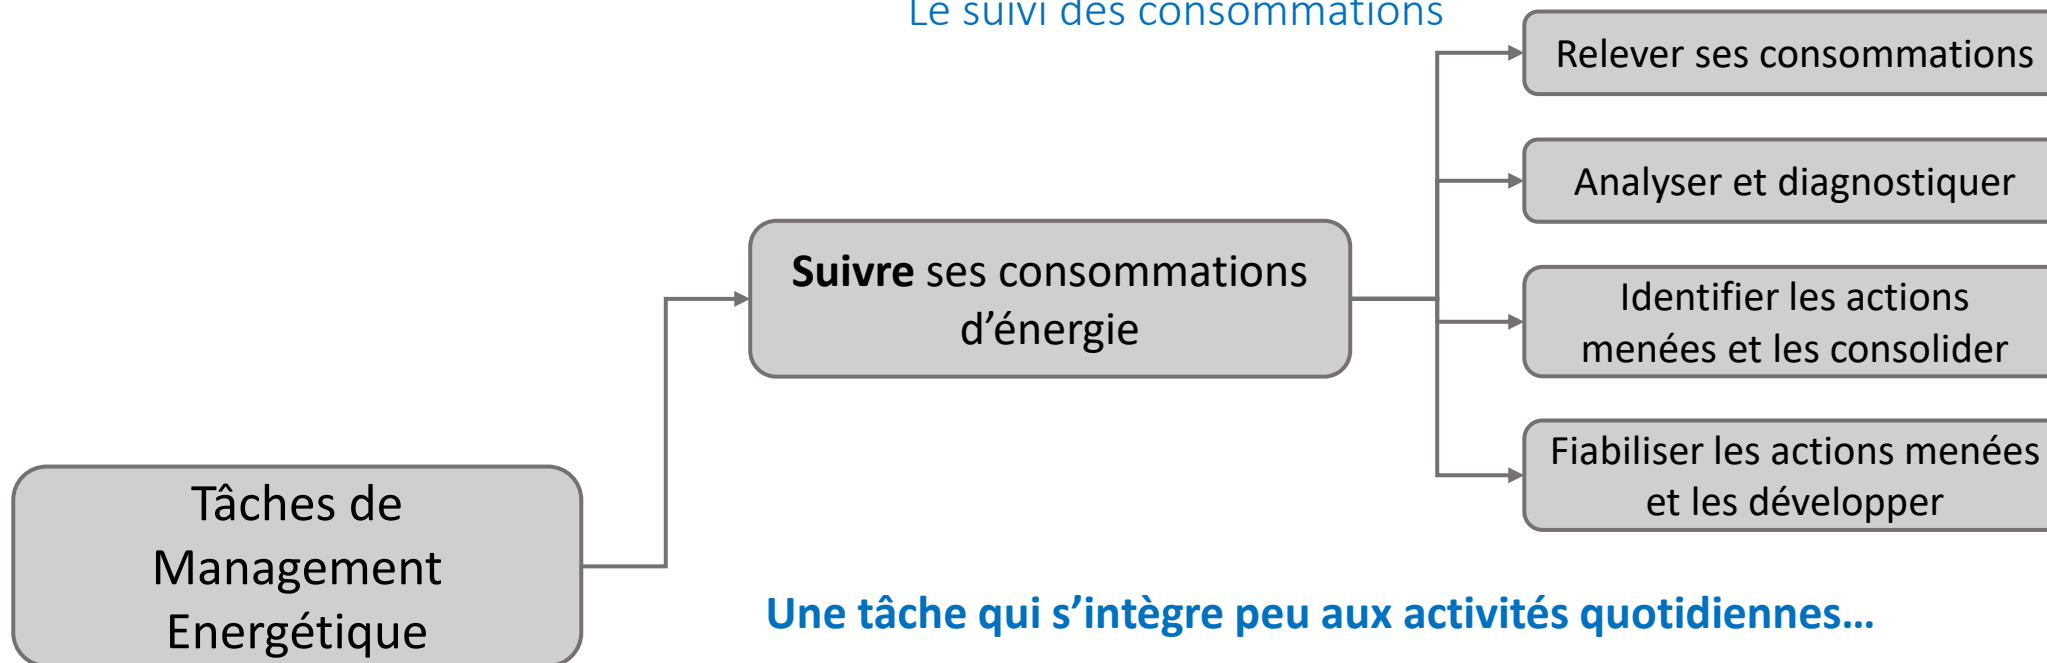 Le suivi des consommations
Relever ses consommations
Analyser et diagnostiquer
Suivre ses consommations
d’énergie
Identifier les actions
menées et les consolider
Fiabiliser les actions menées
et les développer
Tâches de
Management
Energétique
Une tâche qui s’intègre peu aux activités quotidiennes…